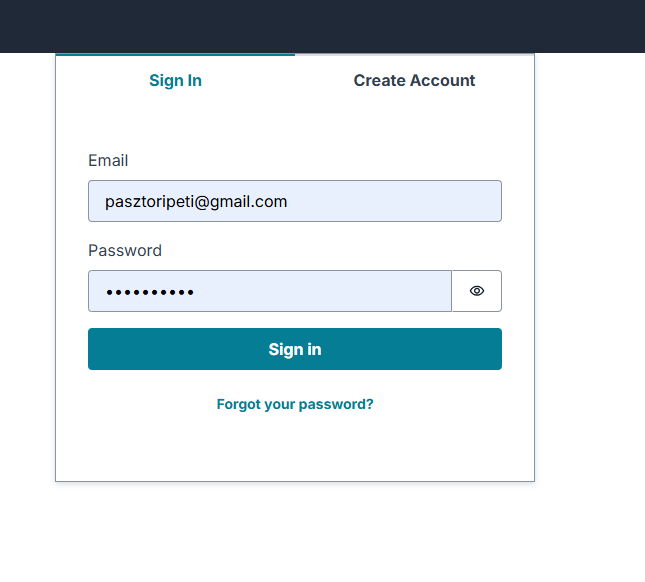 Sign In
Create Account
Email
pasztoripeti@gmail.com
Password
••••••••••
Sign in
Forgot your password?